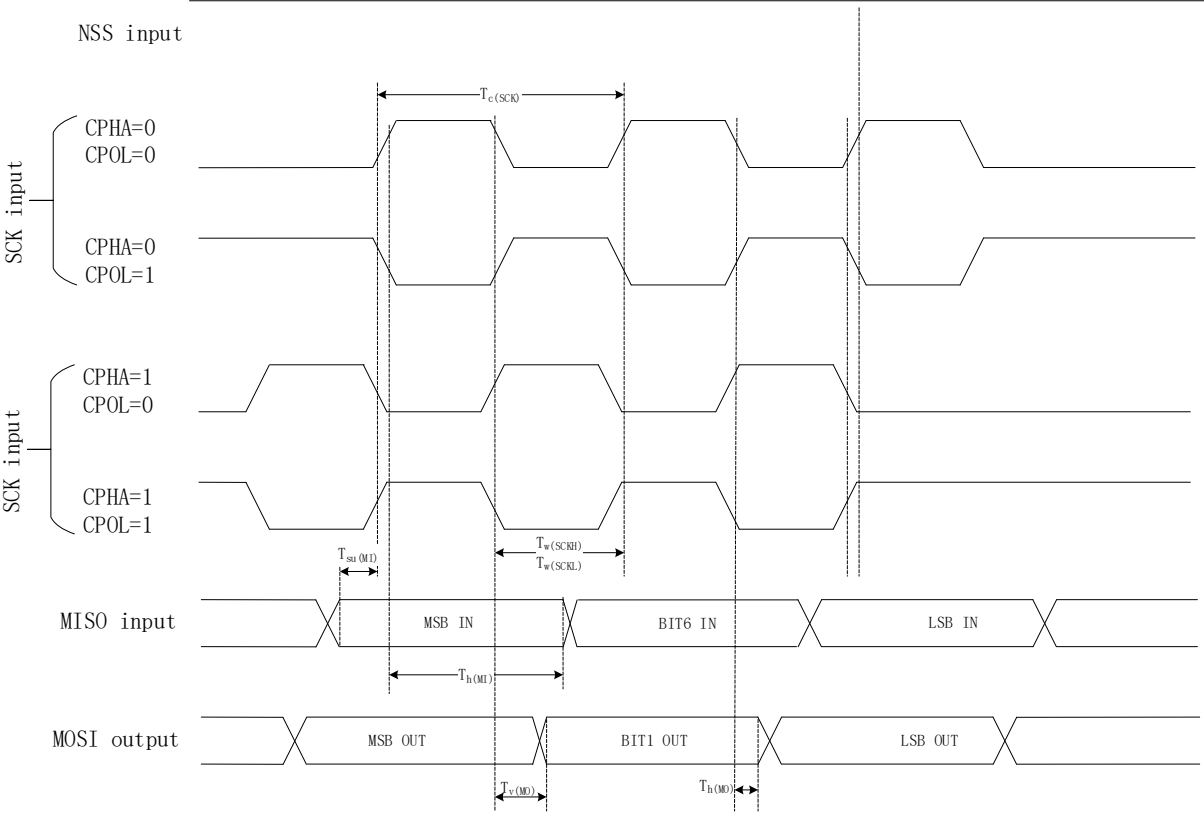 NSS input
Tc(SCK)
SCK input
CPHA=0
CPOL=0
CPHA=0
CPOL=1
SCK input
CPHA=1
CPOL=0
CPHA=1
CPOL=1
Tsu(MI)
Tw(SCKH)
Tw(SCKL)
MISO input
MSB IN
BIT6 IN
LSB IN
Th(MI)
MOSI output
MSB OUT
BIT1 OUT
LSB OUT
Tv(MO)
Th(MO)